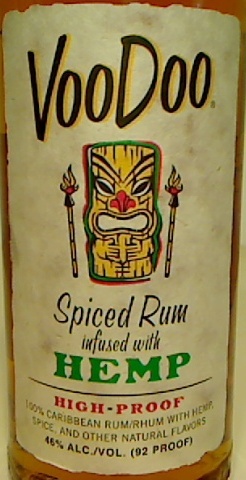 VooDoo
Spiced Rum
infused with
HEMP
HIGH-PROOF
100% CARIBBEAN RUM/RHUM WITH HEMP,
SPICE, AND OTHER NATURAL FLAVORS
46% ALC./VOL. (92 PROOF)